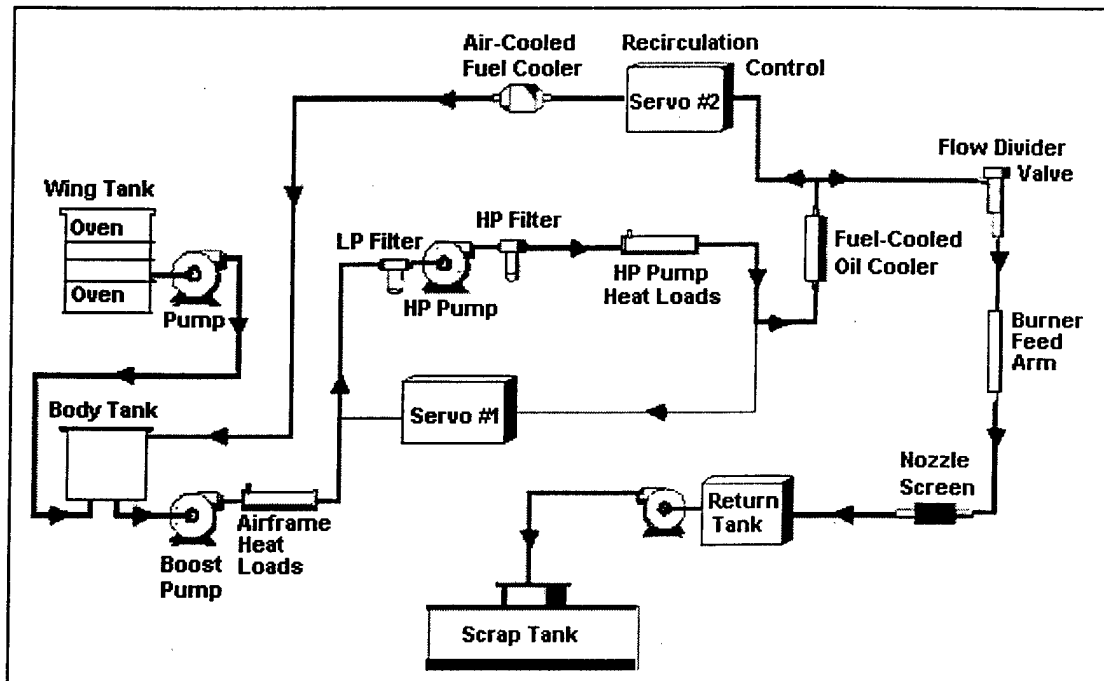 Air-Cooled
Fuel Cooler
Recirculation
Control
Servo #2
Flow Divider
Valve
Wing Tank
Oven
Oven
Pump
LP Filter
HP Filter
HP Pump
HP Pump
Heat Loads
Fuel-Cooled
Oil Cooler
Burner
Feed
Arm
Body Tank
Servo #1
Boost
Pump
Airframe
Heat
Loads
Nozzle
Screen
Return
Tank
Scrap Tank